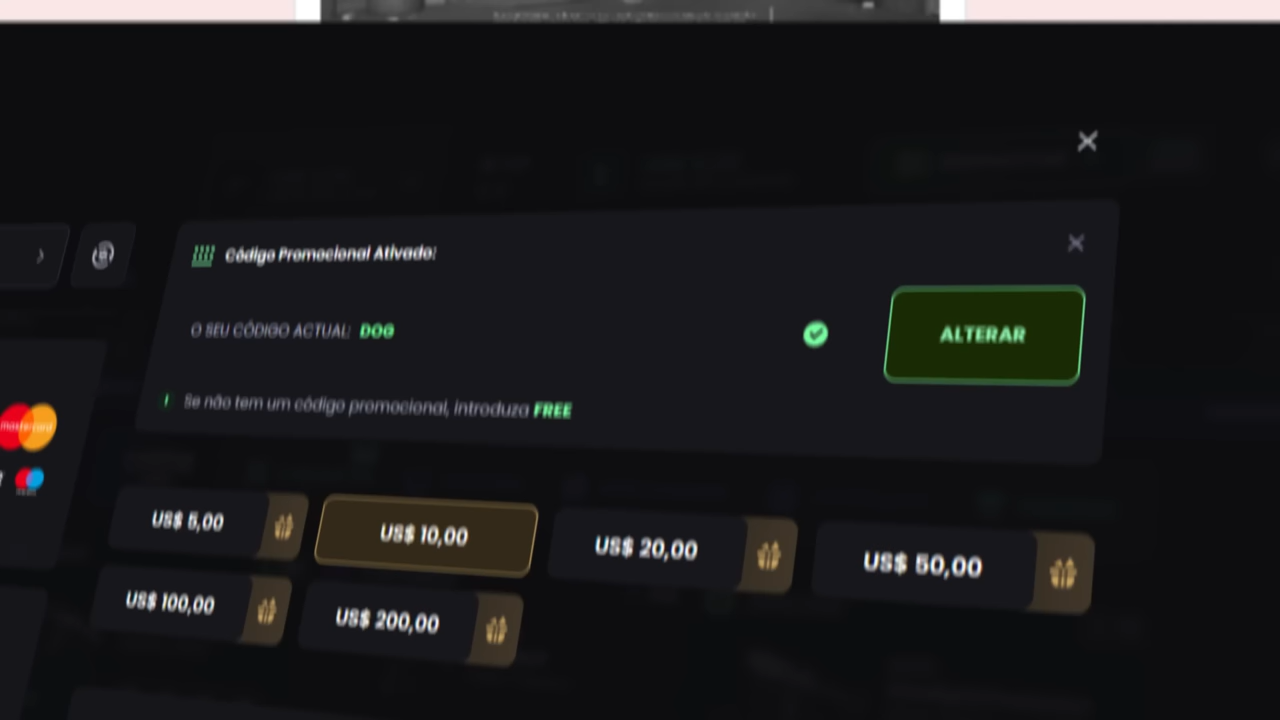 Código Promocional Ativado:
O SEU CÓDIGO ACTUAL: DOG
ALTERAR
Se não tem um código promocional, introduza FREE
mastercard
US$ 5,00
US$ 10,00
US$ 20,00
US$ 50,00
US$ 100,00
US$ 200,00